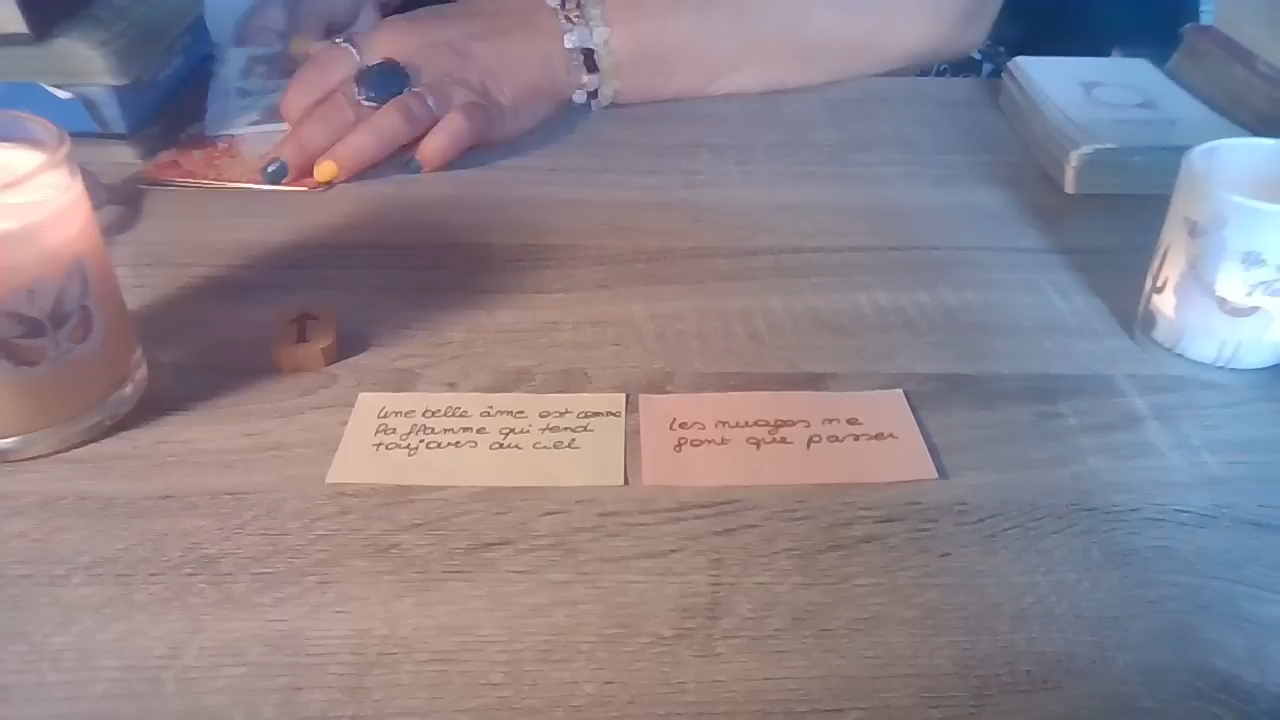 Une belle âme est comme
la flamme qui tend
toujours au ciel
Les nuages ne
font que passer